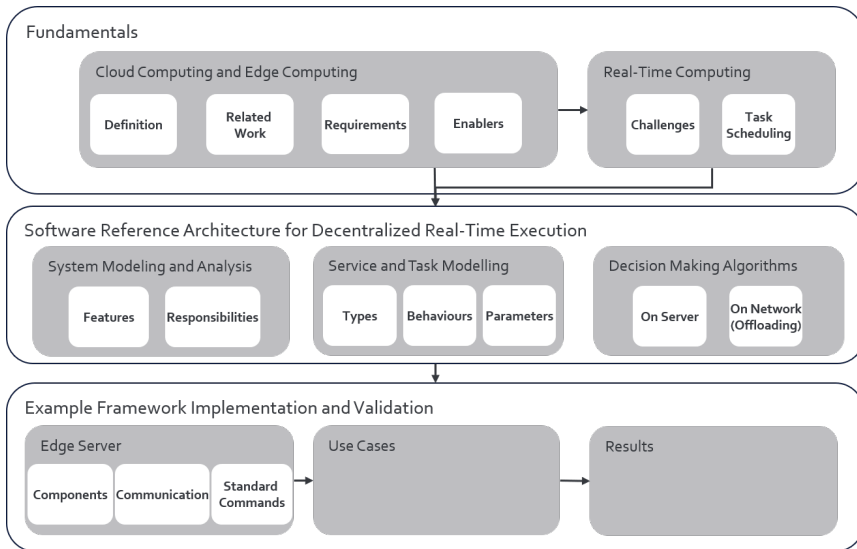 Fundamentals
Cloud Computing and Edge Computing
Definition
Related
Work
Requirements
Enablers
Real-Time Computing
Challenges
Task
Scheduling
Software Reference Architecture for Decentralized Real-Time Execution
System Modeling and Analysis
Features
Responsibilities
Service and Task Modelling
Types
Behaviours
Parameters
Decision Making Algorithms
On Server
On Network
(Offloading)
Example Framework Implementation and Validation
Edge Server
Components
Communication
Standard
Commands
Use Cases
Results